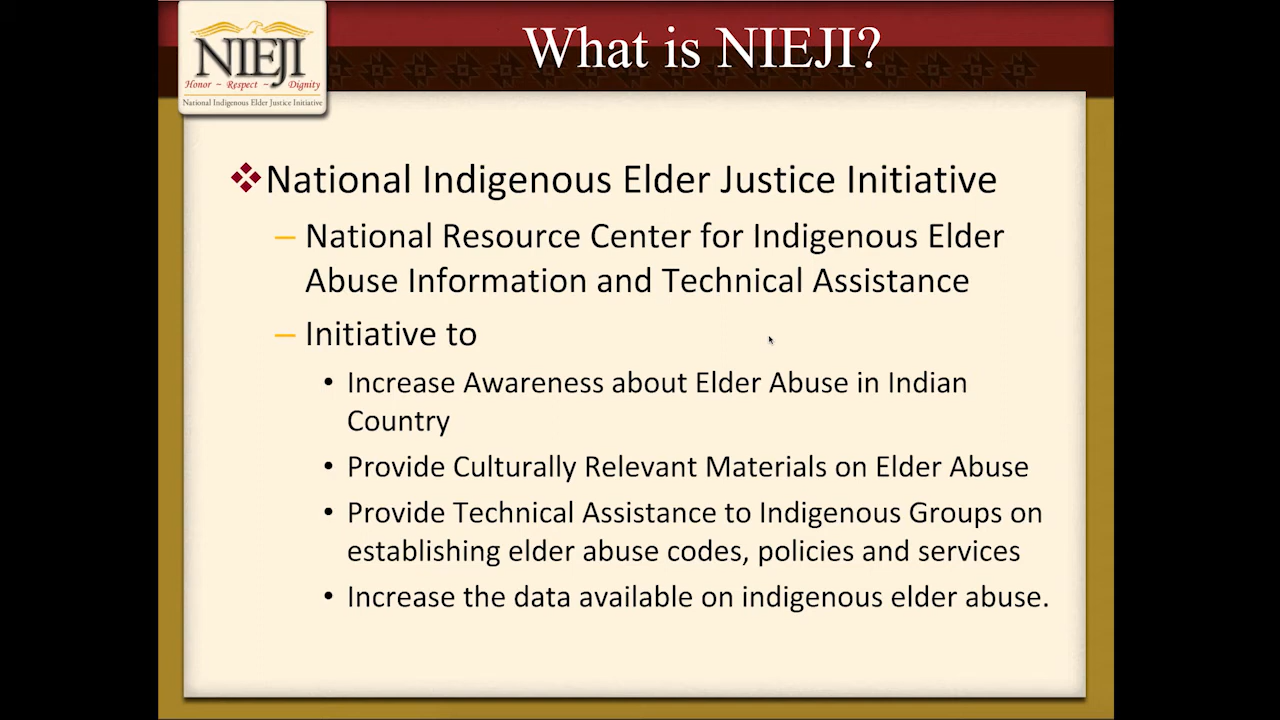 NIEJI
Honor ~ Respect ~ Dignity
National Indigenous Elder Justice Initiative
What is NIEJI?
❖National Indigenous Elder Justice Initiative
– National Resource Center for Indigenous Elder
Abuse Information and Technical Assistance
– Initiative to
• Increase Awareness about Elder Abuse in Indian
Country
• Provide Culturally Relevant Materials on Elder Abuse
• Provide Technical Assistance to Indigenous Groups on
establishing elder abuse codes, policies and services
• Increase the data available on indigenous elder abuse.